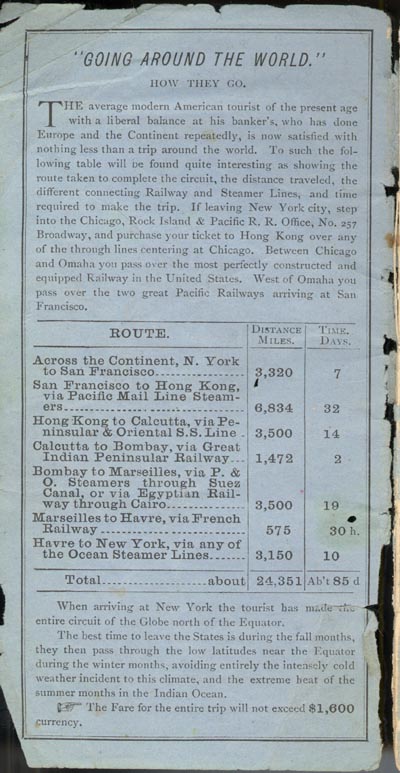 "GOING AROUND THE WORLD."
HOW THEY GO.
THE average modern American tourist of the present age
with a liberal balance at his banker's, who has done
Europe and the Continent repeatedly, is now satisfied with
nothing less than a trip around the world. To such the fol-
lowing table will be found quite interesting as showing the
route taken to complete the circuit, the distance traveled, the
different connecting Railway and Steamer Lines, and time
required to make the trip. If leaving New York city, step
into the Chicago, Rock Island & Pacific R. R. Office, No. 257
Broadway, and purchase your ticket to Hong Kong over any
of the through lines centering at Chicago. Between Chicago
and Omaha you pass over the most perfectly constructed and
equipped Railway in the United States. West of Omaha you
pass over the two great Pacific Railways arriving at San
Francisco.
ROUTE. DISTANCE MILES. TIME. DAYS.
Across the Continent, N. York
to San Francisco 3,320 7
San Francisco to Hong Kong,
via Pacific Mail Line Steam-
ers 6,834 32
Hong Kong to Calcutta, via Pe-
ninsular & Oriental S.S. Line 3,500 14
Calcutta to Bombay, via Great
Indian Peninsular Railway 1,472 2
Bombay to Marseilles, via P. &
O. Steamers through Suez
Canal, or via Egyptian Rail-
way through Cairo 3,500 19
Marseilles to Havre, via French
Railway 575 30 h.
Havre to New York, via any of
the Ocean Steamer Lines 3,150 10
Total about 24,351 Ab't 85 d
When arriving at New York the tourist has made the
entire circuit of the Globe north of the Equator.
The best time to leave the States is during the fall months,
they then pass through the low latitudes near the Equator
during the winter months, avoiding entirely the intensely cold
weather incident to this climate, and the extreme heat of the
summer months in the Indian Ocean.
☞ The Fare for the entire trip will not exceed $1,600
currency.